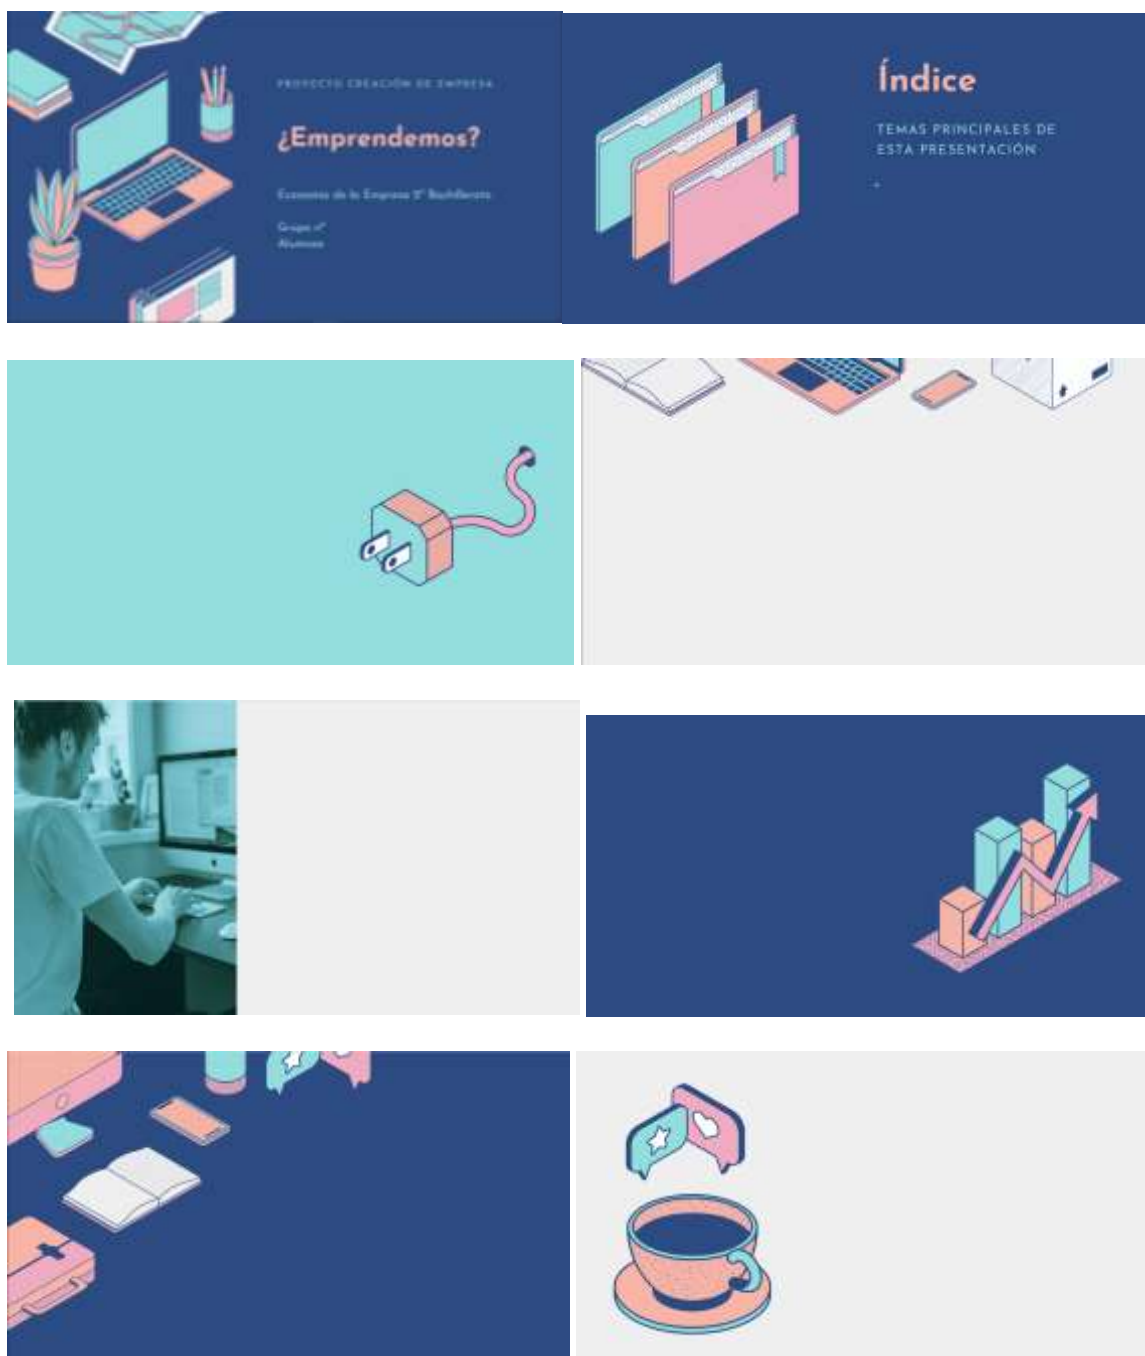 PROYECTO CREACIÓN DE EMPRESA
¿Emprendemos?
Economía de la Empresa 2º Bachillerato
Grupo nº
Alumnos
Índice
TEMAS PRINCIPALES DE
ESTA PRESENTACIÓN